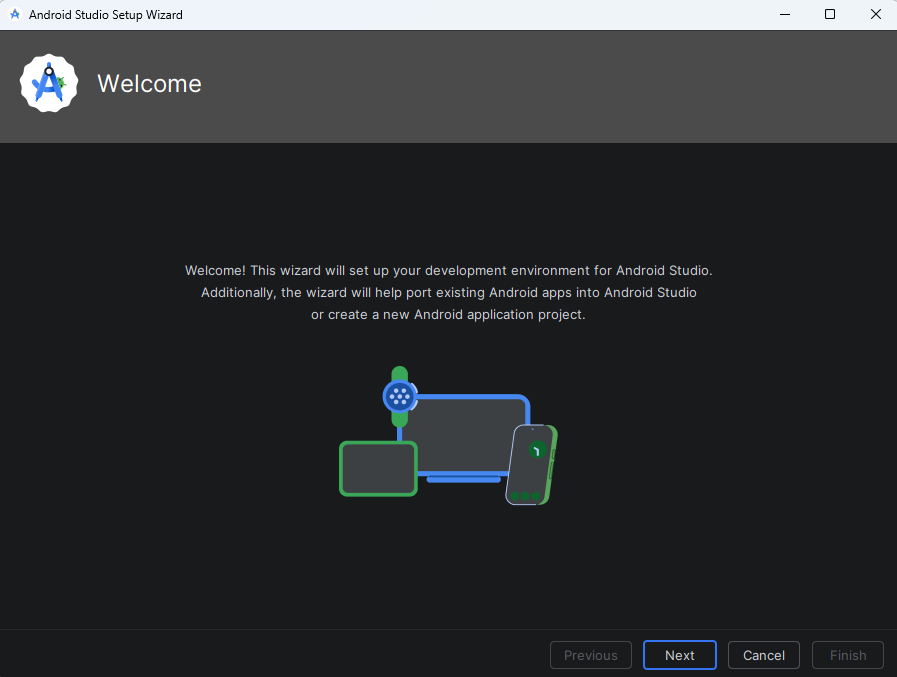 Android Studio Setup Wizard
Welcome
Welcome! This wizard will set up your development environment for Android Studio.
Additionally, the wizard will help port existing Android apps into Android Studio
or create a new Android application project.
Previous
Next
Cancel
Finish